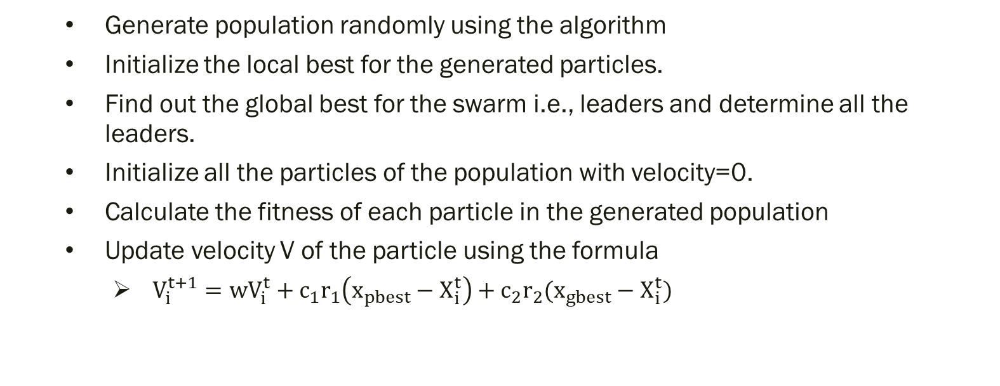 • Generate population randomly using the algorithm
• Initialize the local best for the generated particles.
• Find out the global best for the swarm i.e., leaders and determine all the
leaders.
• Initialize all the particles of the population with velocity=0.
• Calculate the fitness of each particle in the generated population
• Update velocity V of the particle using the formula
➢ V_i^{t+1} = wV_i^t + c_1r_1(x_{pbest} − X_i^t) + c_2r_2(x_{gbest} − X_i^t)